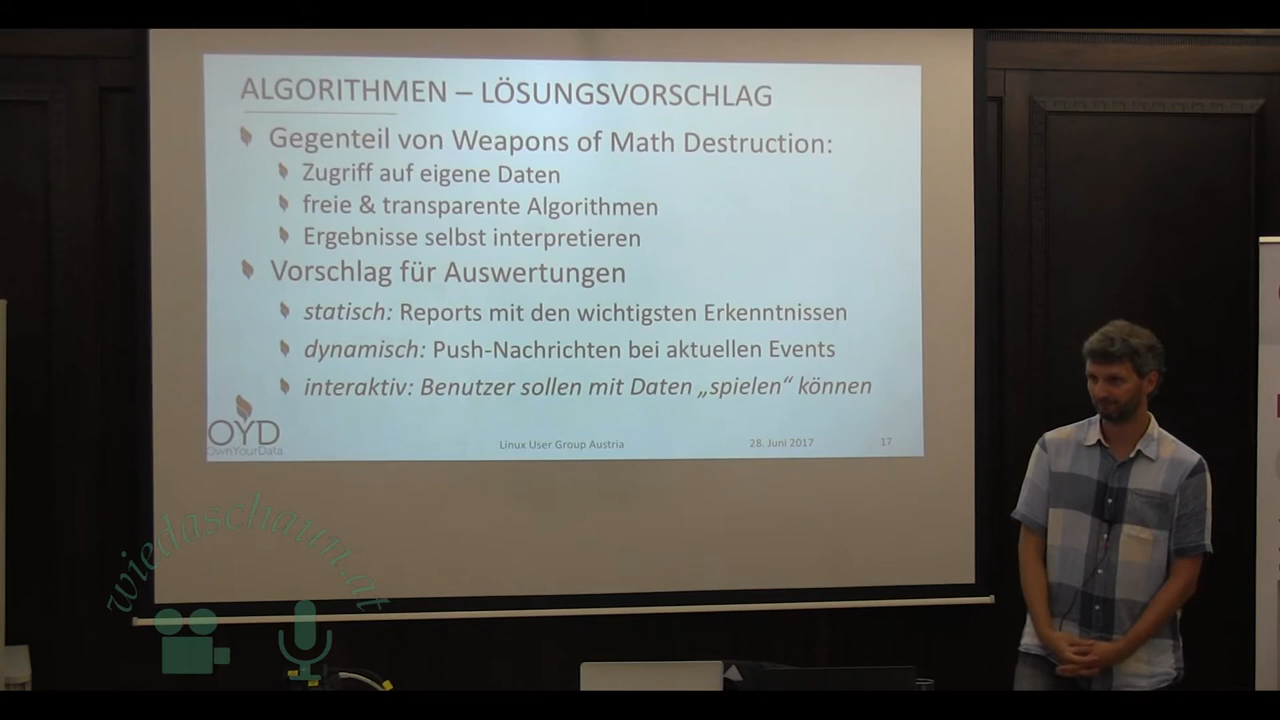 ALGORITHMEN – LÖSUNGSVORSCHLAG
Gegenteil von Weapons of Math Destruction:
Zugriff auf eigene Daten
freie & transparente Algorithmen
Ergebnisse selbst interpretieren
Vorschlag für Auswertungen
statisch: Reports mit den wichtigsten Erkenntnissen
dynamisch: Push-Nachrichten bei aktuellen Events
interaktiv: Benutzer sollen mit Daten „spielen“ können
OYD
OwnYourData
Linux User Group Austria
28. Juni 2017
17
wiedaschaun.at